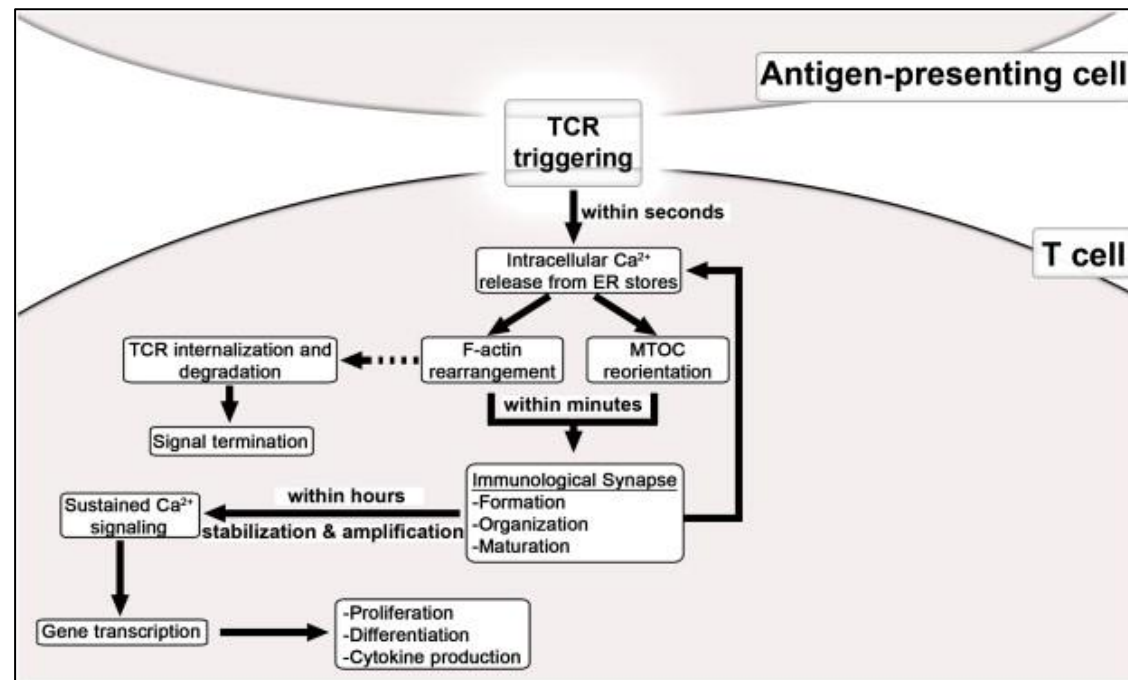 Antigen-presenting cell
TCR
triggering
within seconds
T cell
Intracellular Ca²⁺
release from ER stores
TCR internalization and
degradation
F-actin
rearrangement
MTOC
reorientation
within minutes
Signal termination
Immunological Synapse
-Formation
-Organization
-Maturation
within hours
stabilization & amplification
Sustained Ca²⁺
signaling
Gene transcription
-Proliferation
-Differentiation
-Cytokine production